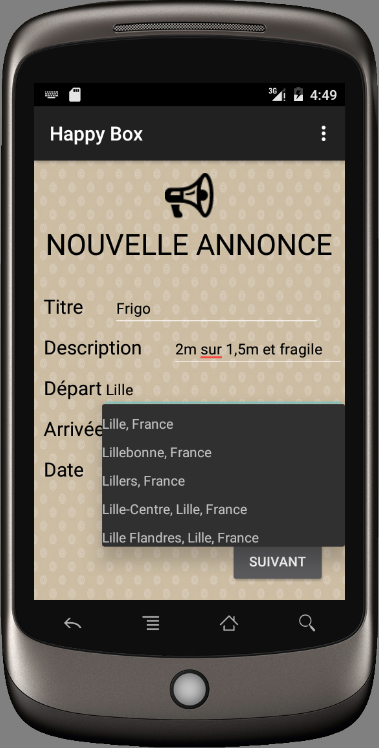 3G 4:49
Happy Box
NOUVELLE ANNONCE
Titre Frigo
Description 2m sur 1,5m et fragile
Départ Lille
Lille, France
Arrivée
Lillebonne, France
Date
Lillers, France
Lille-Centre, Lille, France
Lille Flandres, Lille, France
SUIVANT